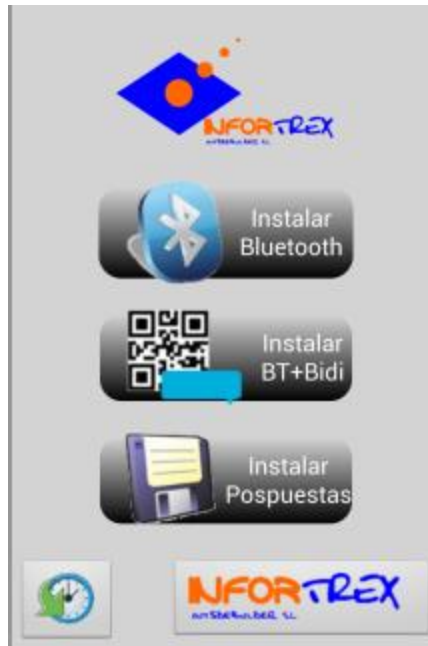 INFORTREX
Instalar
Bluetooth
Instalar
BT+Bidi
Instalar
Pospuestas
INFORTREX